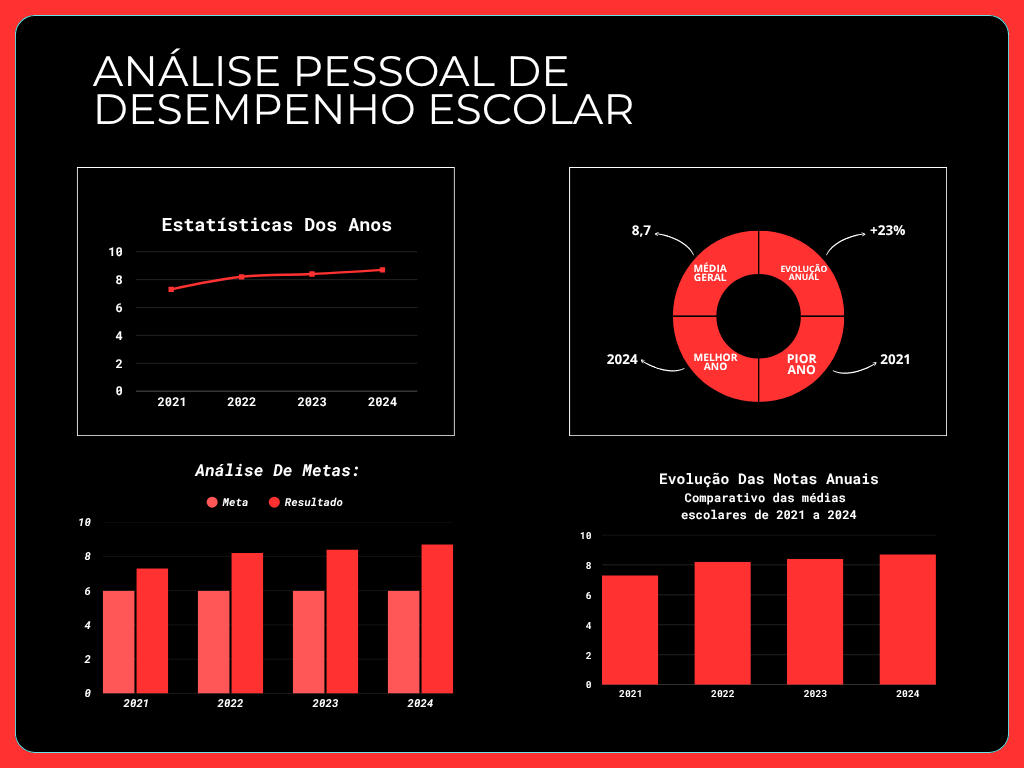 ANÁLISE PESSOAL DE
DESEMPENHO ESCOLAR
Estatísticas Dos Anos
10
8
6
4
2
0
2021 2022 2023 2024
8,7
+23%
MÉDIA
GERAL
EVOLUÇÃO
ANUAL
2024
MELHOR
ANO
PIOR
ANO
2021
Análise De Metas:
Meta Resultado
10
8
6
4
2
0
2021 2022 2023 2024
Evolução Das Notas Anuais
Comparativo das médias
escolares de 2021 a 2024
10
8
6
4
2
0
2021 2022 2023 2024